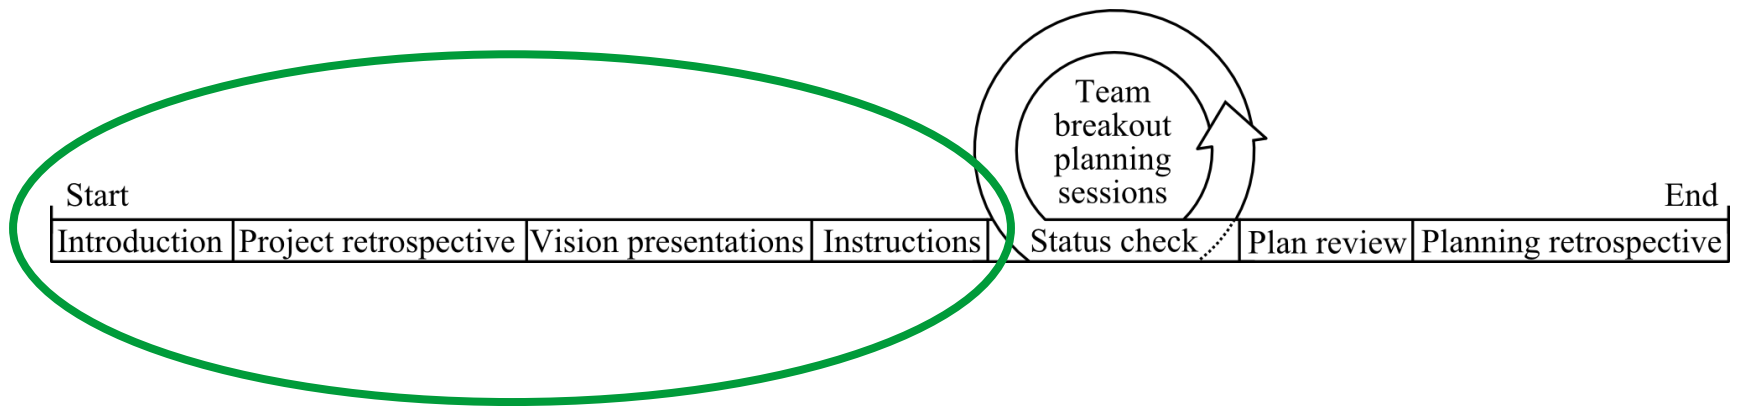 Team
breakout
planning
sessions
Start
End
Introduction
Project retrospective
Vision presentations
Instructions
Status check
Plan review
Planning retrospective